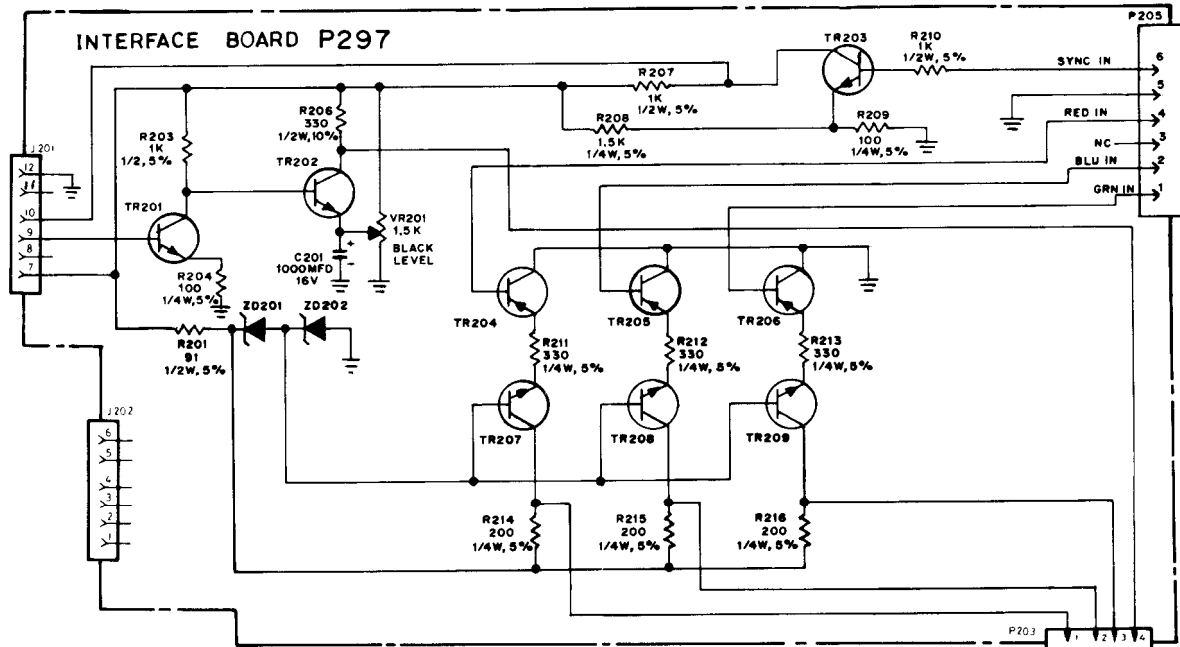 INTERFACE BOARD P297
P205
TR203
R210
1K
1/2W, 5%
SYNC IN
6
5
RED IN
4
NC
3
BLU IN
2
GRN IN
1
R207
1K
1/2W, 5%
R208
1.5K
1/4W, 5%
R209
100
1/4W, 5%
R206
330
1/2W, 10%
R203
1K
1/2, 5%
TR202
J201
12
11
10
9
8
7
TR201
R204
100
1/4W, 5%
VR201
1.5K
BLACK
LEVEL
+
C201
1000MFD
16V
-
ZD201
ZD202
R201
91
1/2W, 5%
TR204
TR205
TR206
R211
330
1/4W, 5%
R212
330
1/4W, 5%
R213
330
1/4W, 5%
TR207
TR208
TR209
J202
6
5
4
3
2
1
R214
200
1/4W, 5%
R215
200
1/4W, 5%
R216
200
1/4W, 5%
P203
1
2
3
4